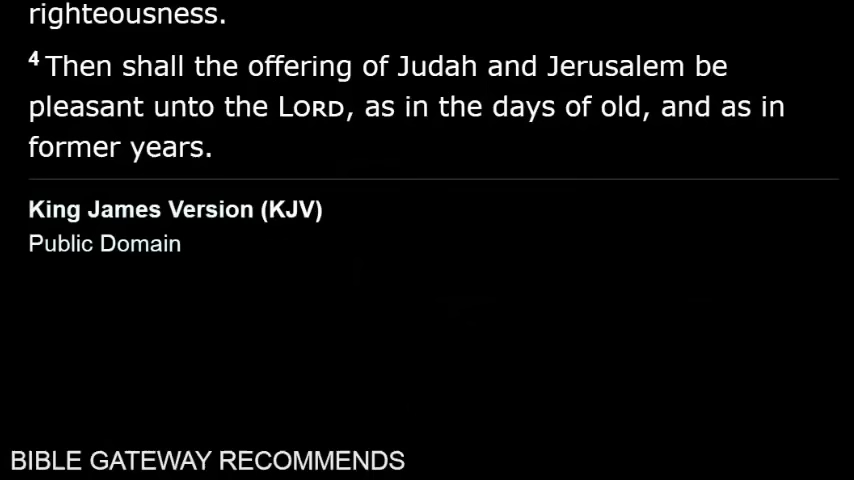 righteousness.
4 Then shall the offering of Judah and Jerusalem be
pleasant unto the LORD, as in the days of old, and as in
former years.
King James Version (KJV)
Public Domain
BIBLE GATEWAY RECOMMENDS